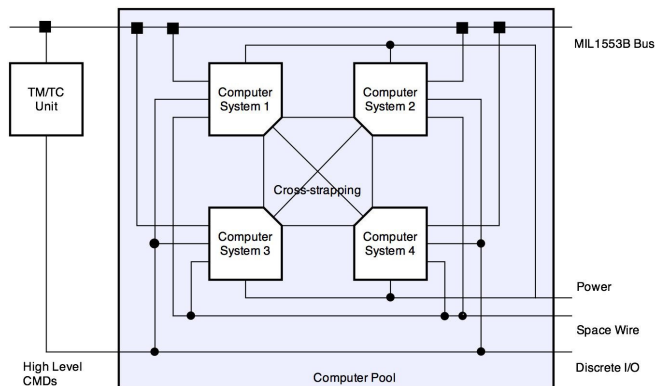 MIL1553B Bus
TM/TC
Unit
Computer
System 1
Computer
System 2
Cross-strapping
Computer
System 3
Computer
System 4
Power
Space Wire
High Level
CMDs
Computer Pool
Discrete I/O